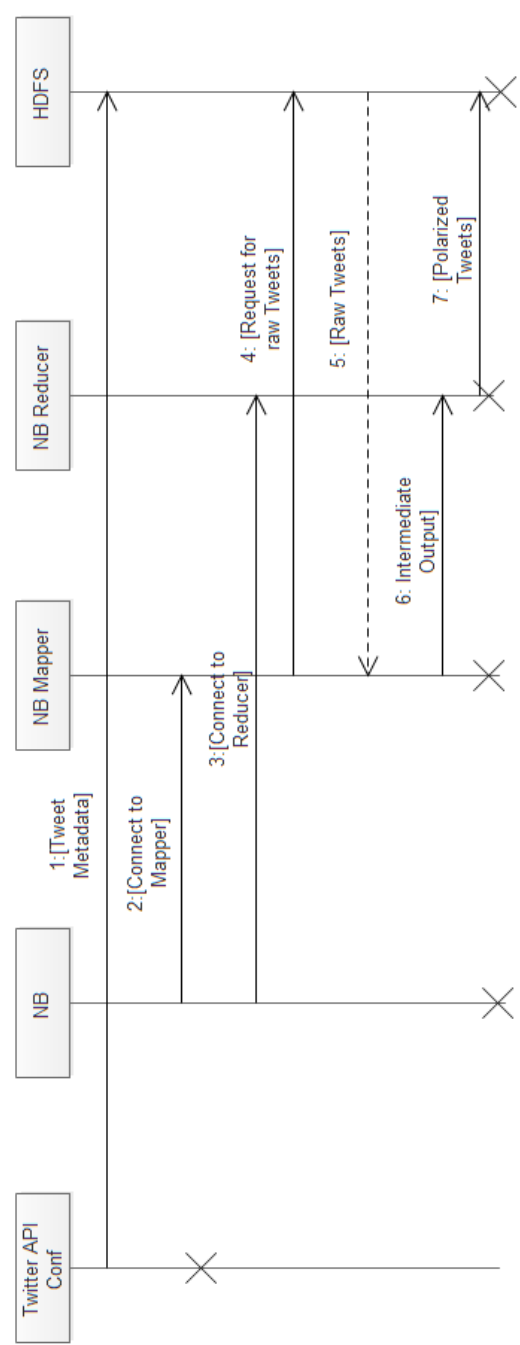 Twitter API
Conf
NB
NB Mapper
NB Reducer
HDFS
1:[Tweet
Metadata]
2:[Connect to
Mapper]
3:[Connect to
Reducer]
4: [Request for
raw Tweets]
5: [Raw Tweets]
6: Intermediate
Output]
7: [Polarized
Tweets]